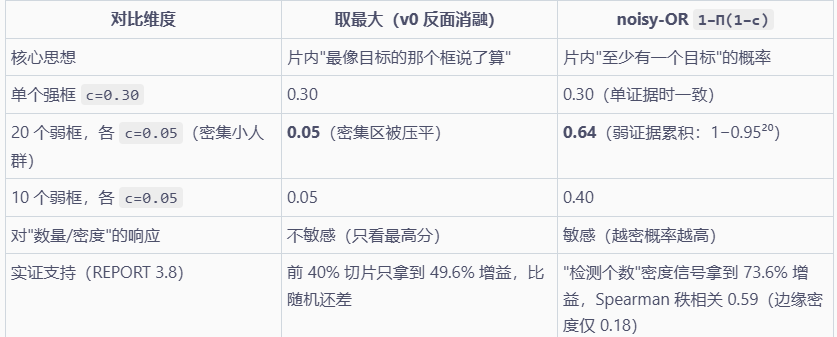 对比维度
取最大（v0 反面消融）
noisy-OR 1−Π(1−c)
核心思想
片内"最像目标的那个框说了算"
片内"至少有一个目标"的概率
单个强框 c=0.30
0.30
0.30（单证据时一致）
20 个弱框，各 c=0.05（密集小人
群）
0.05（密集区被压平）
0.64（弱证据累积：1−0.95²⁰）
10 个弱框，各 c=0.05
0.05
0.40
对"数量/密度"的响应
不敏感（只看最高分）
敏感（越密概率越高）
实证支持（REPORT 3.8）
前 40% 切片只拿到 49.6% 增益，比
随机还差
"检测个数"密度信号拿到 73.6% 增
益，Spearman 秩相关 0.59（边缘密
度仅 0.18）